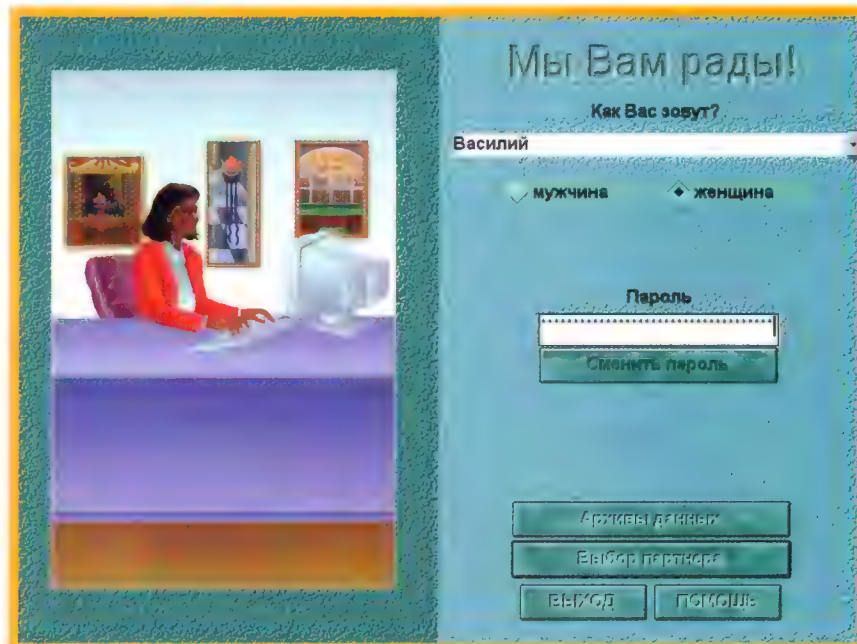 Мы Вам рады!
Как Вас зовут?
Василий
мужчина женщина
Пароль
Сменить пароль
Архивы данных
Выбор партнера
ВЫХОД ПОМОЩЬ